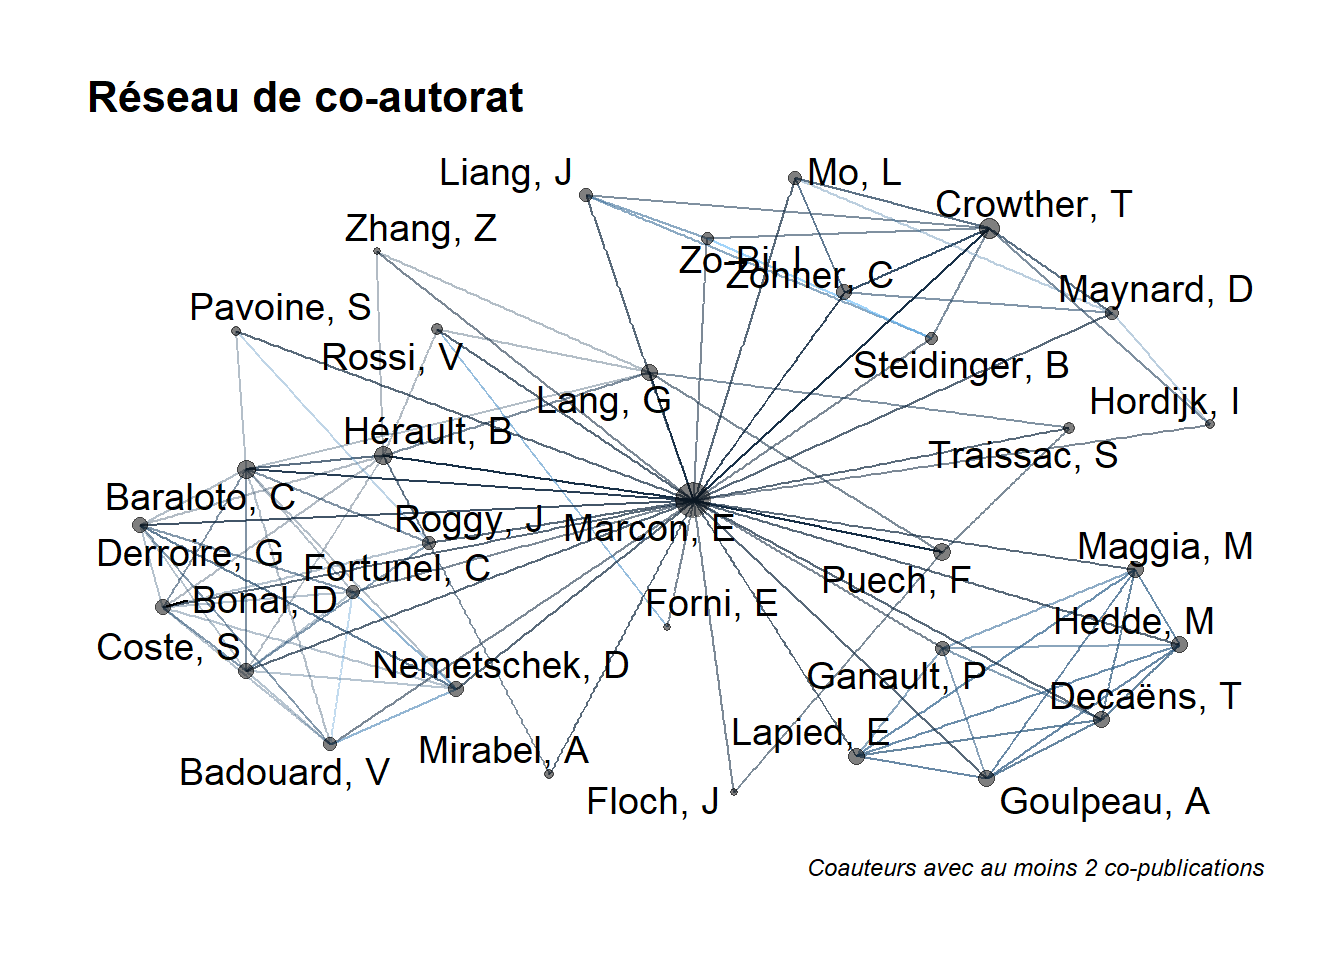 Réseau de co-autorat
Liang, J
Mo, L
Crowther, T
Zhang, Z
Zo-Bi, I
Zohner, C
Maynard, D
Pavoine, S
Rossi, V
Steidinger, B
Lang, G
Hordijk, I
Hérault, B
Traissac, S
Baraloto, C
Roggy, J
Marcon, E
Derroire, G
Fortunel, C
Maggia, M
Puech, F
Bonal, D
Forni, E
Hedde, M
Coste, S
Nemetschek, D
Ganault, P
Decaëns, T
Lapied, E
Mirabel, A
Badouard, V
Floch, J
Goulpeau, A
Coauteurs avec au moins 2 co-publications